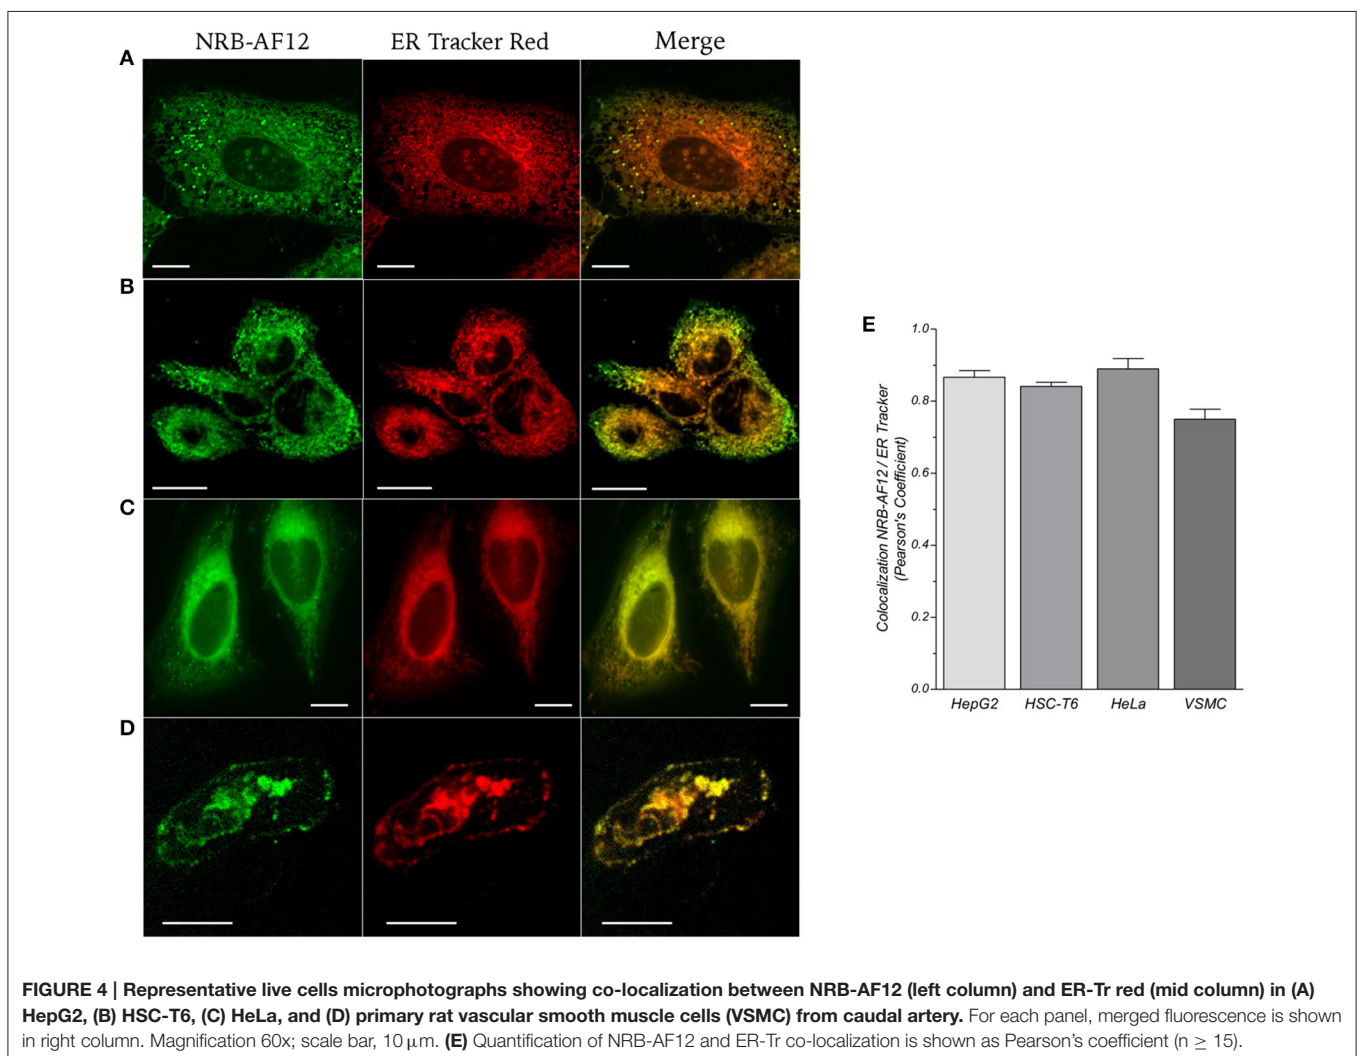 NRB-AF12 ER Tracker Red Merge
A
B
C
D
E
Colocalization NRB-AF12 / ER Tracker
(Pearson's Coefficient)
1.0
0.8
0.6
0.4
0.2
0.0
HepG2 HSC-T6 HeLa VSMC
FIGURE 4 | Representative live cells microphotographs showing co-localization between NRB-AF12 (left column) and ER-Tr red (mid column) in (A)
HepG2, (B) HSC-T6, (C) HeLa, and (D) primary rat vascular smooth muscle cells (VSMC) from caudal artery. For each panel, merged fluorescence is shown
in right column. Magnification 60x; scale bar, 10 μm. (E) Quantification of NRB-AF12 and ER-Tr co-localization is shown as Pearson's coefficient (n ≥ 15).